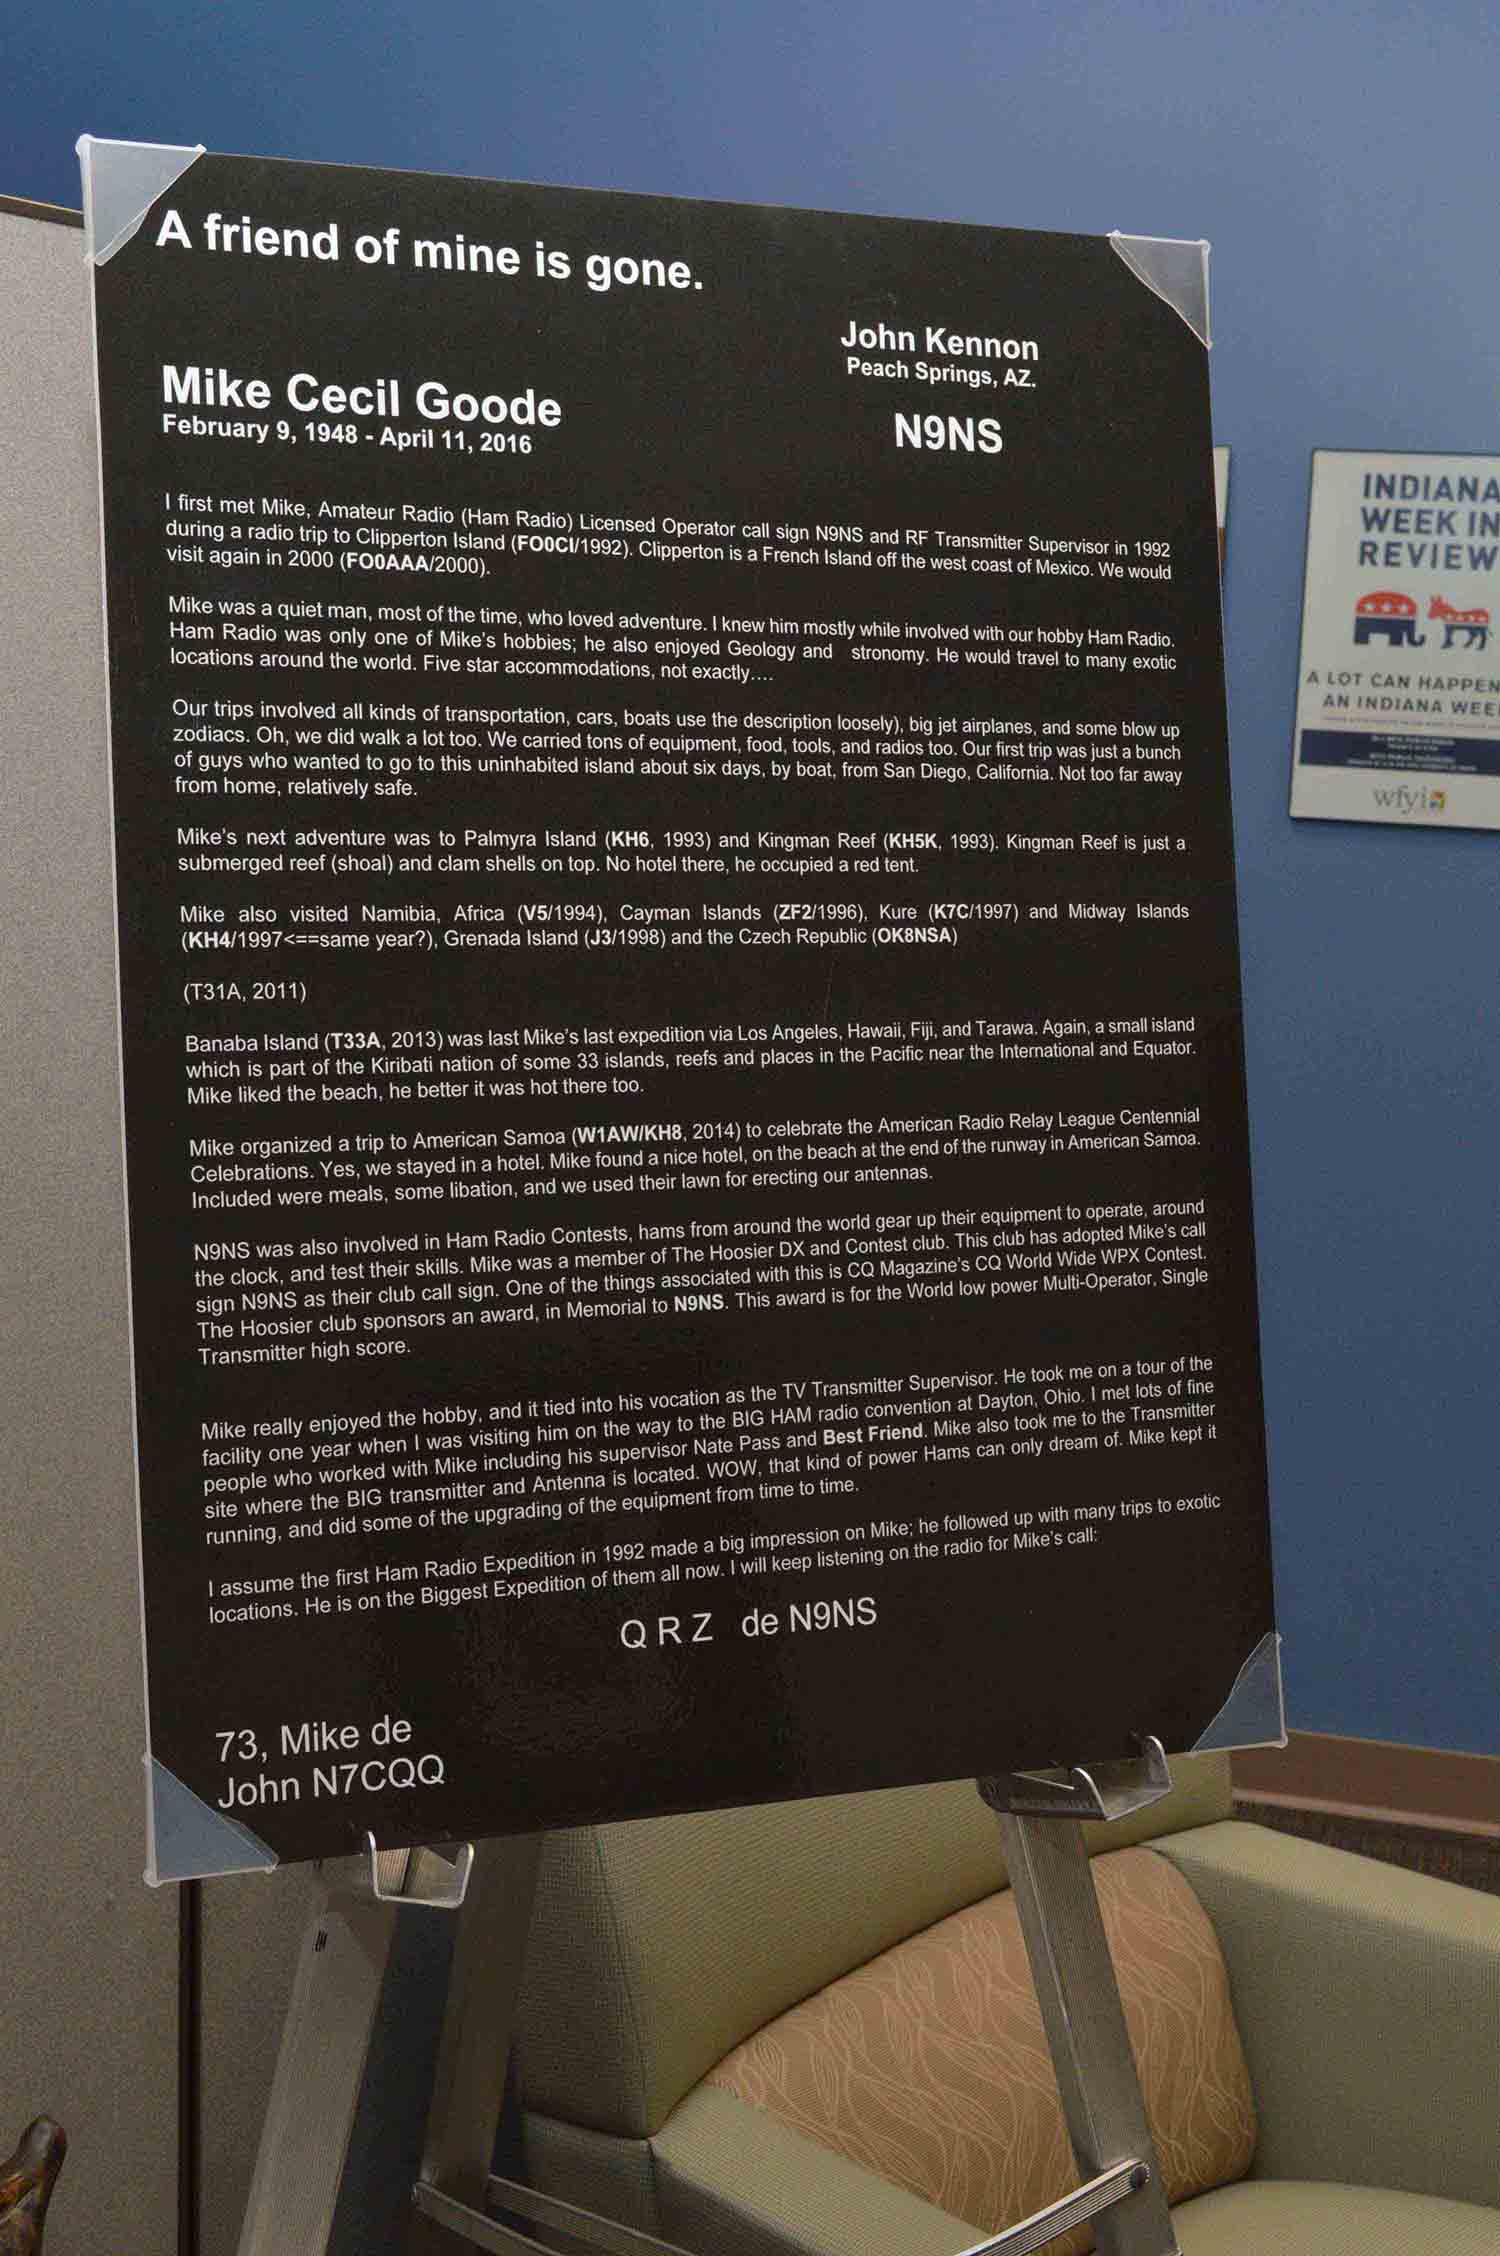 A friend of mine is gone.
John Kennon
Peach Springs, AZ.
Mike Cecil Goode
February 9, 1948 - April 11, 2016
N9NS
I first met Mike, Amateur Radio (Ham Radio) Licensed Operator call sign N9NS and RF Transmitter Supervisor in 1992
during a radio trip to Clipperton Island (FO0CI/1992). Clipperton is a French Island off the west coast of Mexico. We would
visit again in 2000 (FO0AAA/2000).
Mike was a quiet man, most of the time, who loved adventure. I knew him mostly while involved with our hobby Ham Radio.
Ham Radio was only one of Mike's hobbies; he also enjoyed Geology and stronomy. He would travel to many exotic
locations around the world. Five star accommodations, not exactly....
Our trips involved all kinds of transportation, cars, boats use the description loosely), big jet airplanes, and some blow up
zodiacs. Oh, we did walk a lot too. We carried tons of equipment, food, tools, and radios too. Our first trip was just a bunch
of guys who wanted to go to this uninhabited island about six days, by boat, from San Diego, California. Not too far away
from home, relatively safe.
Mike's next adventure was to Palmyra Island (KH6, 1993) and Kingman Reef (KH5K, 1993). Kingman Reef is just a
submerged reef (shoal) and clam shells on top. No hotel there, he occupied a red tent.
Mike also visited Namibia, Africa (V5/1994), Cayman Islands (ZF2/1996), Kure (K7C/1997) and Midway Islands
(KH4/1997<==same year?), Grenada Island (J3/1998) and the Czech Republic (OK8NSA)
(T31A, 2011)
Banaba Island (T33A, 2013) was last Mike's last expedition via Los Angeles, Hawaii, Fiji, and Tarawa. Again, a small island
which is part of the Kiribati nation of some 33 islands, reefs and places in the Pacific near the International and Equator.
Mike liked the beach, he better it was hot there too.
Mike organized a trip to American Samoa (W1AW/KH8, 2014) to celebrate the American Radio Relay League Centennial
Celebrations. Yes, we stayed in a hotel. Mike found a nice hotel, on the beach at the end of the runway in American Samoa.
Included were meals, some libation, and we used their lawn for erecting our antennas.
N9NS was also involved in Ham Radio Contests, hams from around the world gear up their equipment to operate, around
the clock, and test their skills. Mike was a member of The Hoosier DX and Contest club. This club has adopted Mike's call
sign N9NS as their club call sign. One of the things associated with this is CQ Magazine's CQ World Wide WPX Contest.
The Hoosier club sponsors an award, in Memorial to N9NS. This award is for the World low power Multi-Operator, Single
Transmitter high score.
Mike really enjoyed the hobby, and it tied into his vocation as the TV Transmitter Supervisor. He took me on a tour of the
facility one year when I was visiting him on the way to the BIG HAM radio convention at Dayton, Ohio. I met lots of fine
people who worked with Mike including his supervisor Nate Pass and Best Friend. Mike also took me to the Transmitter
site where the BIG transmitter and Antenna is located. WOW, that kind of power Hams can only dream of. Mike kept it
running, and did some of the upgrading of the equipment from time to time.
I assume the first Ham Radio Expedition in 1992 made a big impression on Mike; he followed up with many trips to exotic
locations. He is on the Biggest Expedition of them all now. I will keep listening on the radio for Mike's call:
Q R Z de N9NS
73, Mike de
John N7CQQ
INDIANA
WEEK IN
REVIEW
A LOT CAN HAPPEN
AN INDIANA WEEK
wfyi